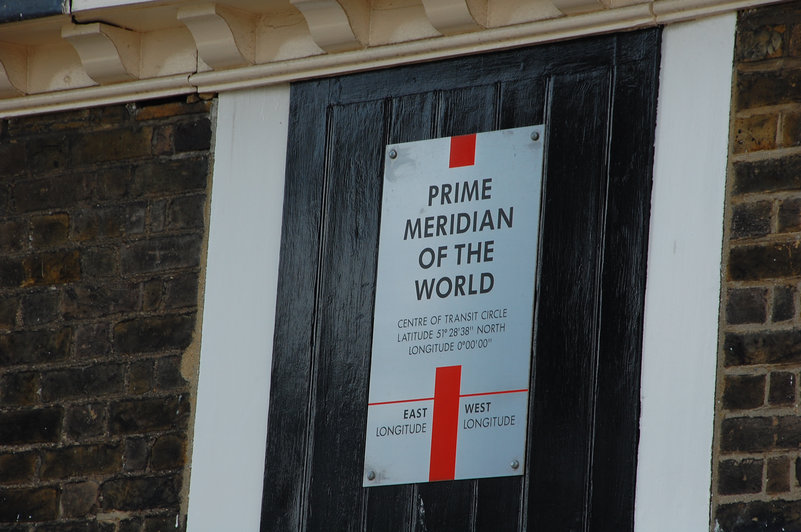 PRIME
MERIDIAN
OF THE
WORLD
CENTRE OF TRANSIT CIRCLE
LATITUDE 51° 28'38'' NORTH
LONGITUDE 0°00'00''
EAST
LONGITUDE
WEST
LONGITUDE